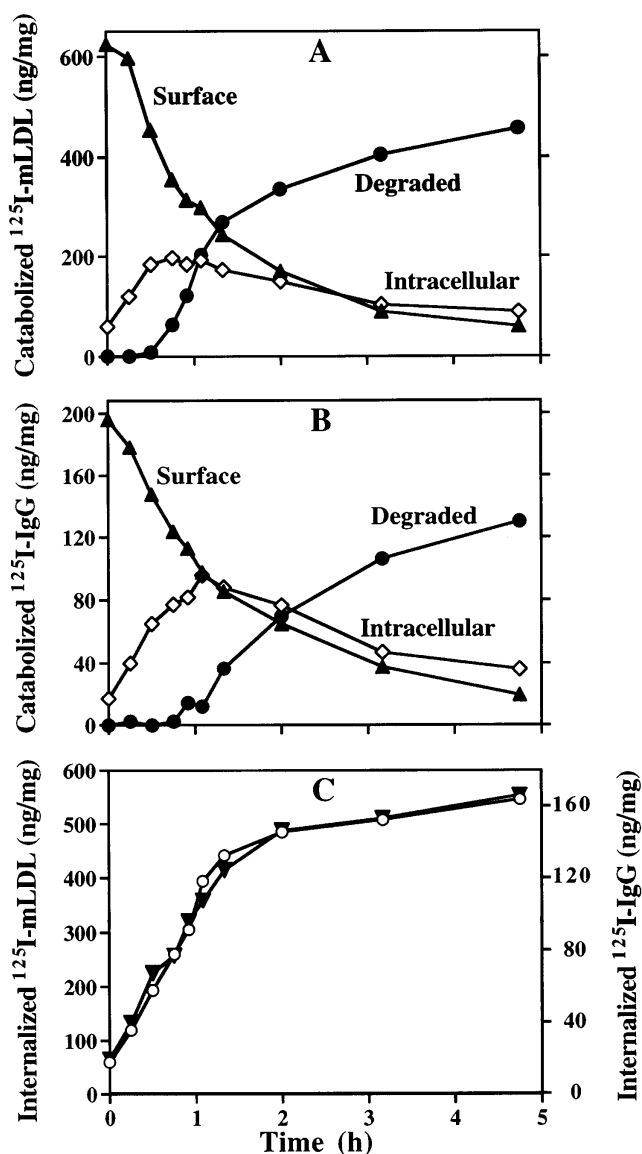 A
Catabolized ¹²⁵I-mLDL (ng/mg)
600
400
200
0
Surface
Degraded
Intracellular
B
Catabolized ¹²⁵I-IgG (ng/mg)
200
160
120
80
40
0
Surface
Degraded
Intracellular
C
Internalized ¹²⁵I-mLDL (ng/mg)
600
500
400
300
200
100
0
Internalized ¹²⁵I-IgG (ng/mg)
160
120
80
40
0
0 1 2 3 4 5
Time (h)